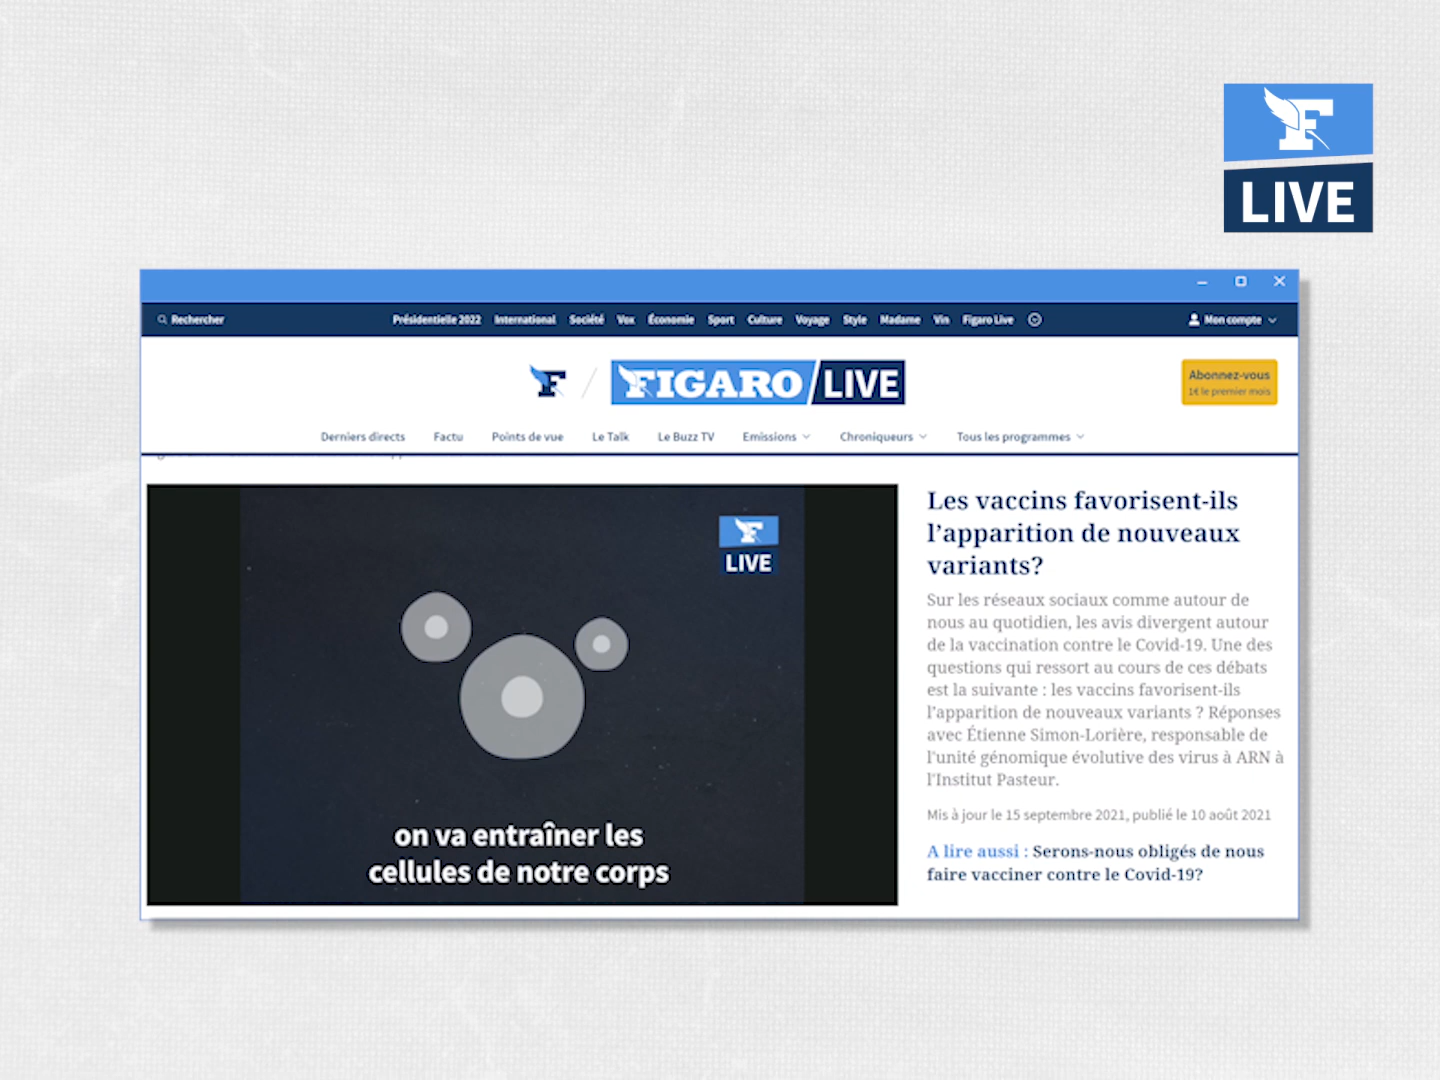 F
LIVE
Rechercher
Présidentielle 2022 International Société Vox Économie Sport Culture Voyage Style Madame Vin Figaro Live
Mon compte
F / FIGARO LIVE
Abonnez-vous
1€ le premier mois
Derniers directs Factu Points de vue Le Talk Le Buzz TV Emissions Chroniqueurs Tous les programmes
F
LIVE
on va entraîner les
cellules de notre corps
Les vaccins favorisent-ils
l’apparition de nouveaux
variants?
Sur les réseaux sociaux comme autour de
nous au quotidien, les avis divergent autour
de la vaccination contre le Covid-19. Une des
questions qui ressort au cours de ces débats
est la suivante : les vaccins favorisent-ils
l’apparition de nouveaux variants ? Réponses
avec Étienne Simon-Lorière, responsable de
l'unité génomique évolutive des virus à ARN à
l'Institut Pasteur.
Mis à jour le 15 septembre 2021, publié le 10 août 2021
A lire aussi : Serons-nous obligés de nous
faire vacciner contre le Covid-19?